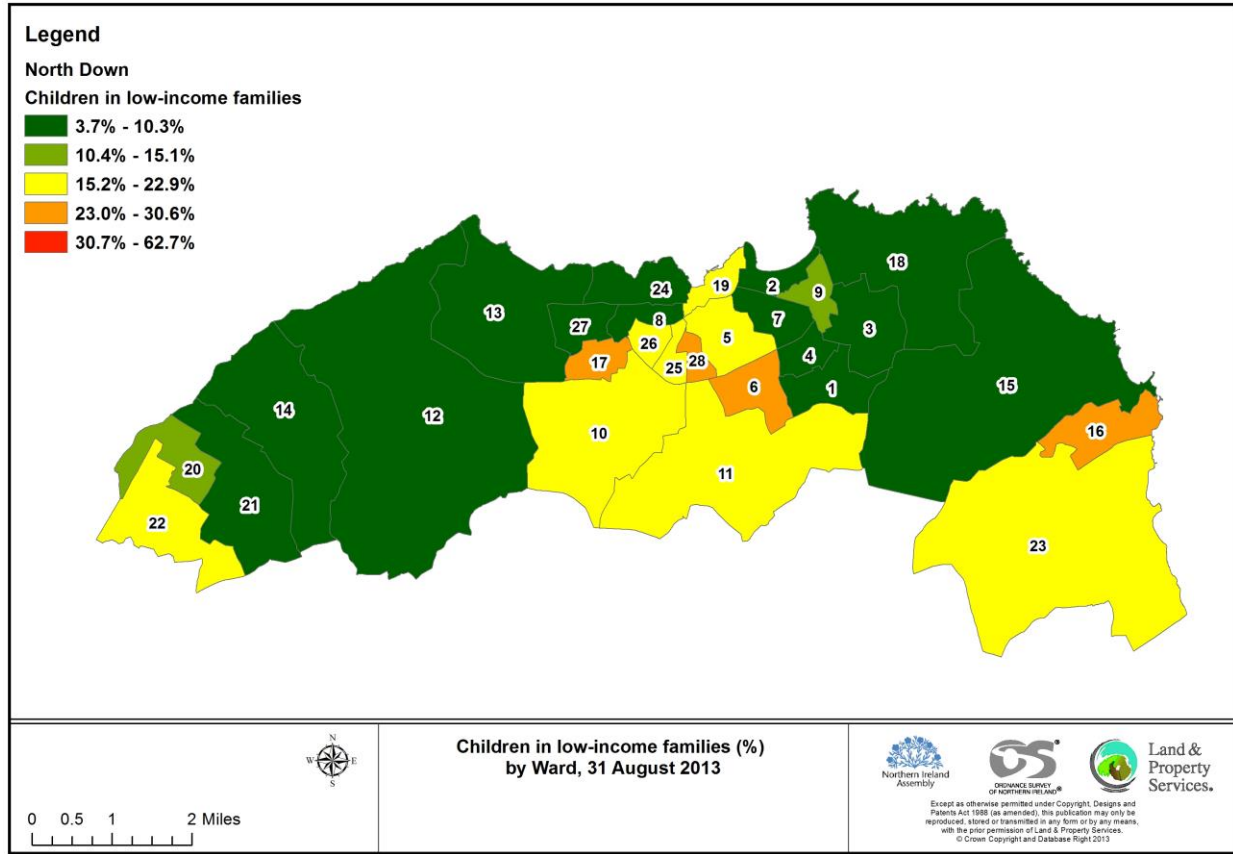 Legend
North Down
Children in low-income families
3.7% - 10.3%
10.4% - 15.1%
15.2% - 22.9%
23.0% - 30.6%
30.7% - 62.7%
18
24
2
19
9
13
27
8
7
3
5
26
4
17
25
28
6
1
15
14
12
10
16
11
20
21
22
23
N
W E
S
0 0.5 1 2 Miles
Children in low-income families (%)
by Ward, 31 August 2013
Northern Ireland
Assembly
OS®
ORDNANCE SURVEY
OF NORTHERN IRELAND®
Land &
Property
Services.
Except as otherwise permitted under Copyright, Designs and
Patents Act 1988 (as amended), this publication may only be
reproduced, stored or transmitted in any form or by any means,
with the prior permission of Land & Property Services.
© Crown Copyright and Database Right 2013